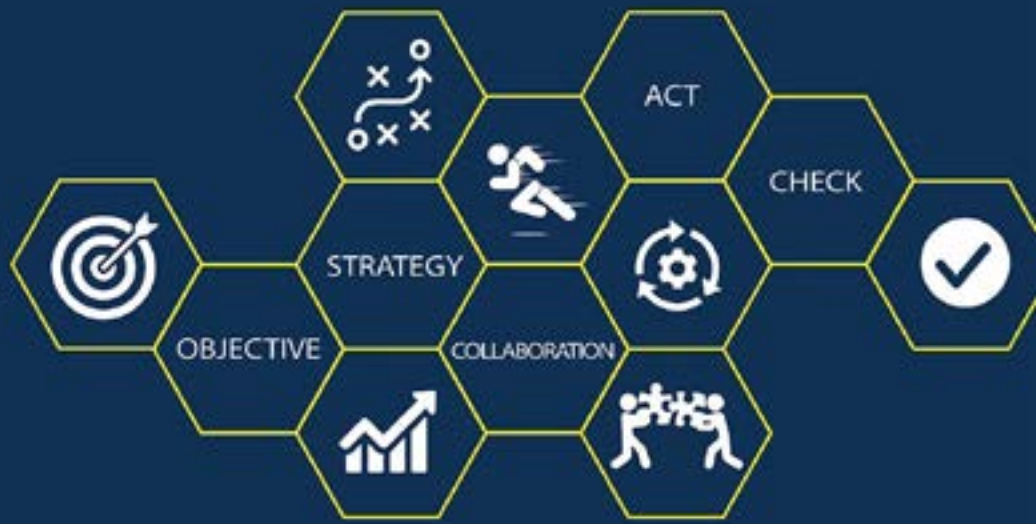 ACT
CHECK
STRATEGY
OBJECTIVE
COLLABORATION